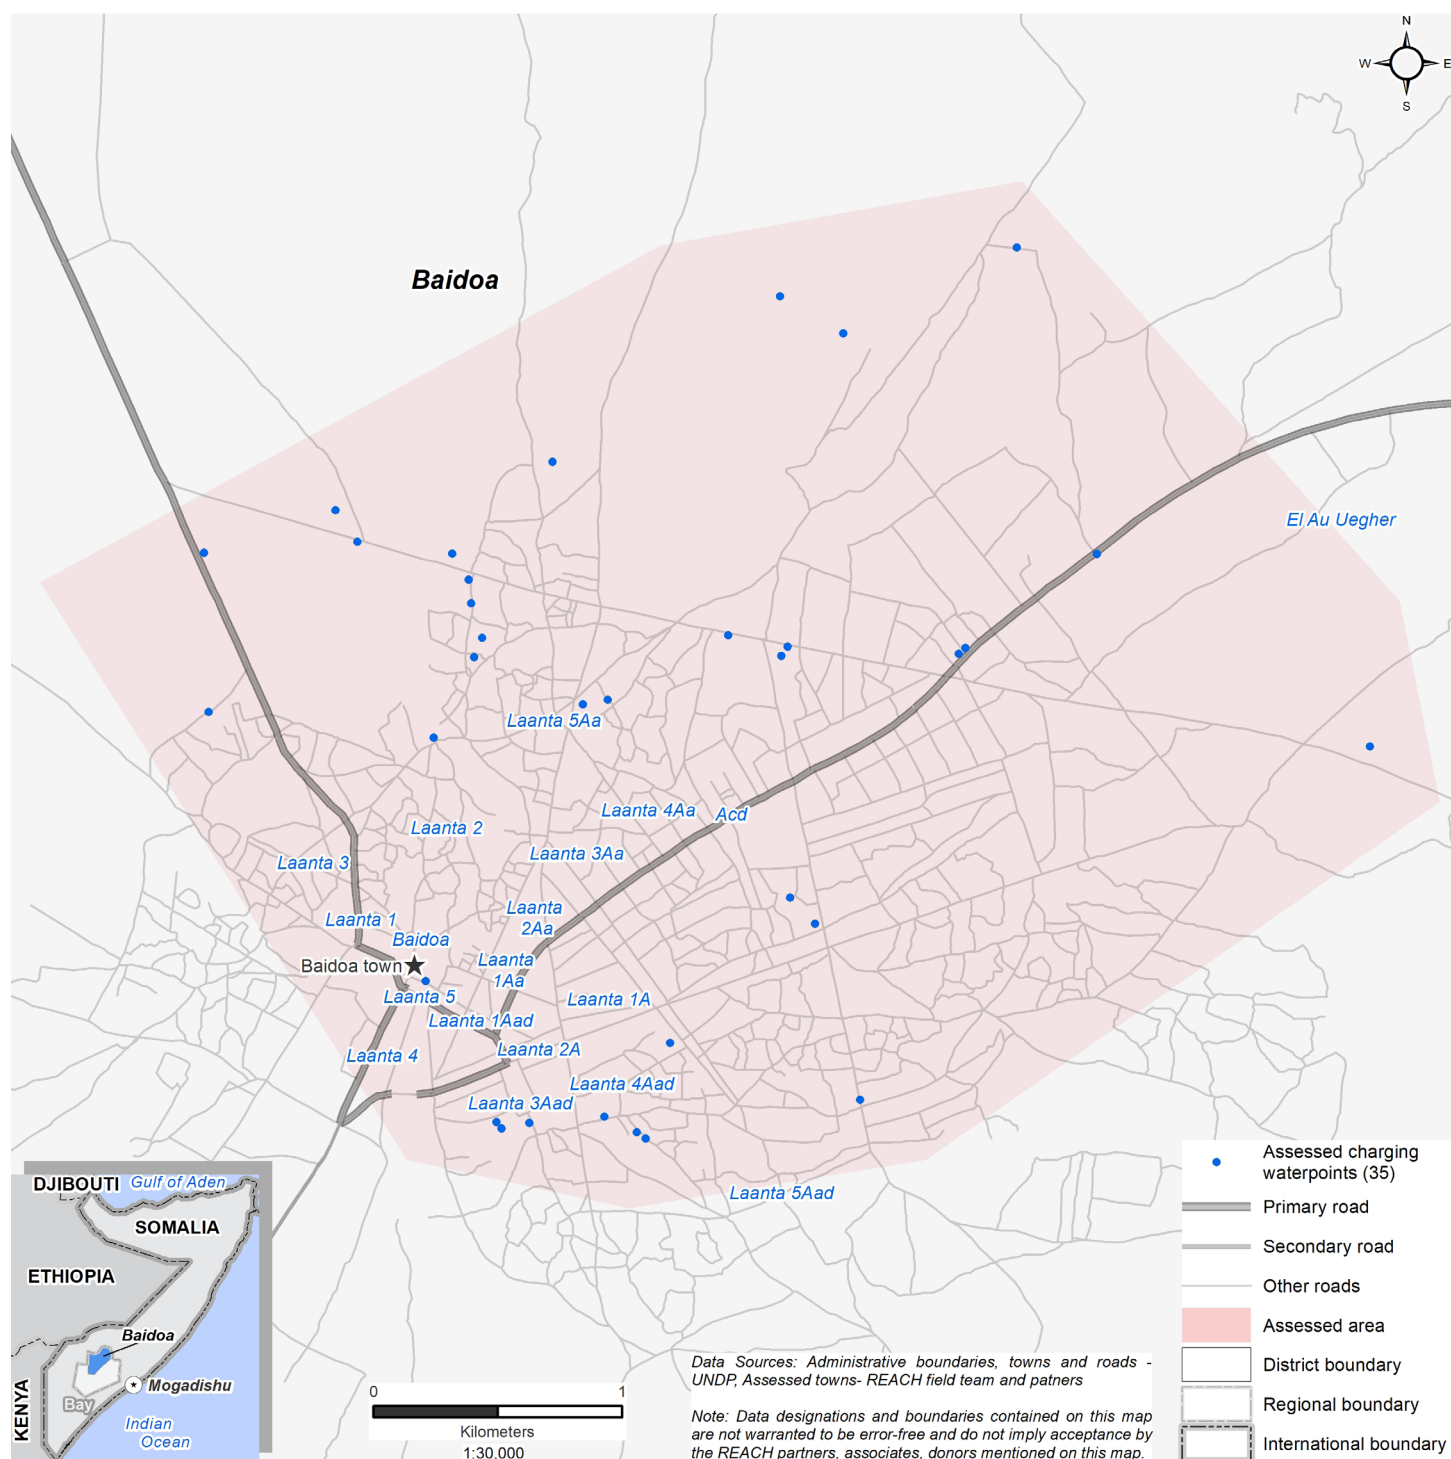 N
W
E
S
Baidoa
El Au Uegher
Laanta 5Aa
Laanta 4Aa
Acd
Laanta 2
Laanta 3Aa
Laanta 3
Laanta
2Aa
Laanta 1
Baidoa
Baidoa town
Laanta
1Aa
Laanta 5
Laanta 1A
Laanta 1Aad
Laanta 2A
Laanta 4
Laanta 4Aad
Laanta 3Aad
Laanta 5Aad
DJIBOUTI
Gulf of Aden
SOMALIA
ETHIOPIA
Baidoa
Bay
Mogadishu
KENYA
Indian
Ocean
0
1
Kilometers
1:30,000
Data Sources: Administrative boundaries, towns and roads -
UNDP, Assessed towns- REACH field team and patners
Note: Data designations and boundaries contained on this map
are not warranted to be error-free and do not imply acceptance by
the REACH partners, associates, donors mentioned on this map.
Assessed charging
waterpoints (35)
Primary road
Secondary road
Other roads
Assessed area
District boundary
Regional boundary
International boundary